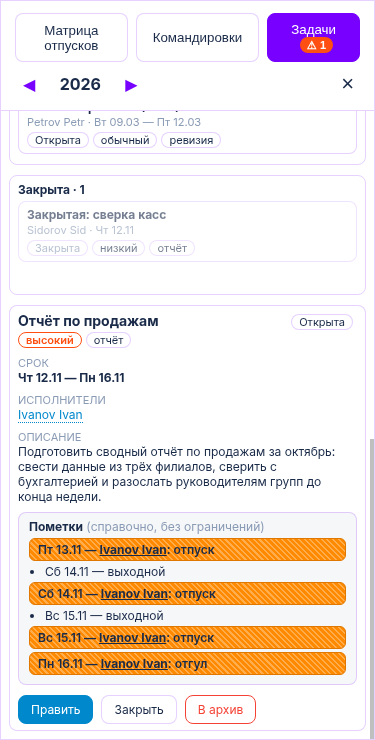 Матрица
отпусков
Командировки
Задачи
⚠ 1
◀ 2026 ▶ ×
Petrov Petr · Вт 09.03 — Пт 12.03
Открыта обычный ревизия
Закрыта · 1
Закрытая: сверка касс
Sidorov Sid · Чт 12.11
Закрыта низкий отчёт
Отчёт по продажам Открыта
высокий отчёт
СРОК
Чт 12.11 — Пн 16.11
ИСПОЛНИТЕЛИ
Ivanov Ivan
ОПИСАНИЕ
Подготовить сводный отчёт по продажам за октябрь:
свести данные из трёх филиалов, сверить с
бухгалтерией и разослать руководителям групп до
конца недели.
Пометки (справочно, без ограничений)
Пт 13.11 — Ivanov Ivan: отпуск
• Сб 14.11 — выходной
Сб 14.11 — Ivanov Ivan: отпуск
• Вс 15.11 — выходной
Вс 15.11 — Ivanov Ivan: отпуск
Пн 16.11 — Ivanov Ivan: отгул
Править Закрыть В архив